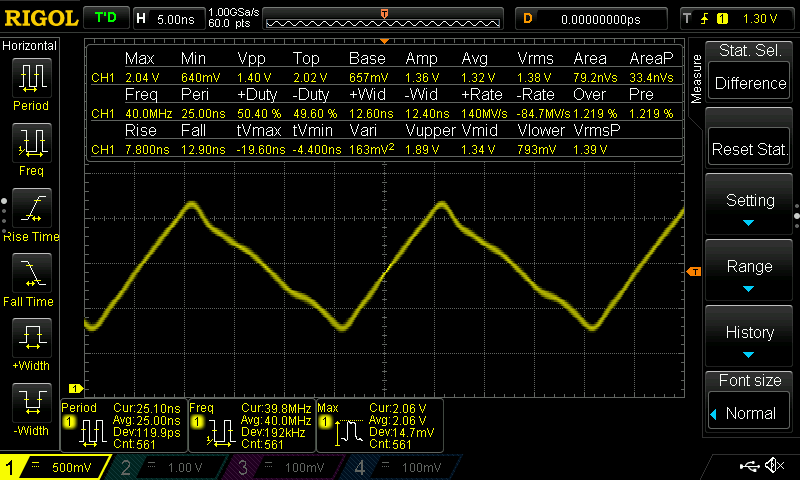 RIGOL T'D H 5.00ns 1.00GSa/s 60.0 pts T D 0.00000000ps T 1 1.30 V
Horizontal
Period
Freq
Rise Time
Fall Time
+Width
-Width
Max Min Vpp Top Base Amp Avg Vrms Area AreaP
CH1 2.04 V 640mV 1.40 V 2.02 V 657mV 1.36 V 1.32 V 1.38 V 79.2nVs 33.4nVs
Freq Peri +Duty -Duty +Wid -Wid +Rate -Rate Over Pre
CH1 40.0MHz 25.00ns 50.40 % 49.60 % 12.60ns 12.40ns 140MV/s -84.7MV/s 1.219 % 1.219 %
Rise Fall tVmax tVmin Vari Vupper Vmid Vlower VrmsP
CH1 7.800ns 12.90ns -19.60ns -4.400ns 163mV² 1.89 V 1.34 V 793mV 1.39 V
T
1
Measure
Stat. Sel.
Difference
Reset Stat.
Setting
Range
History
Font size
Normal
Period
1
Cur:25.10ns
Avg:25.00ns
Dev:119.9ps
Cnt:561
Freq
1
Cur:39.8MHz
Avg:40.0MHz
Dev:192kHz
Cnt:561
Max
1
Cur:2.06 V
Avg:2.06 V
Dev:14.7mV
Cnt:561
1 500mV 2 1.00 V 3 100mV 4 100mV